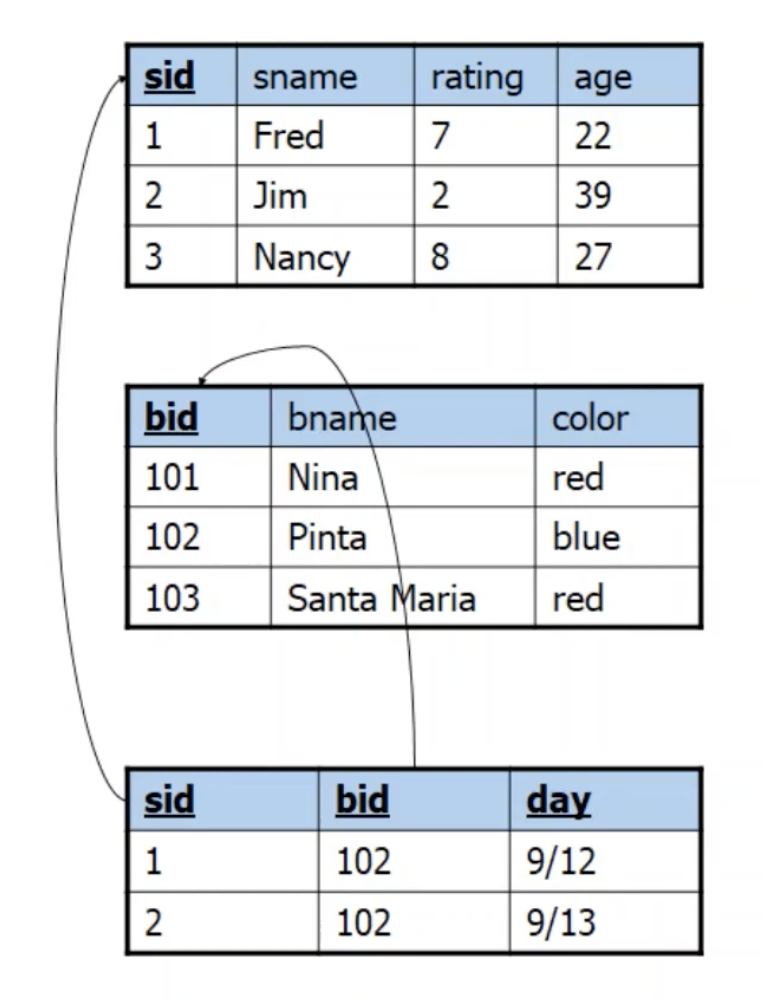 sid sname rating age
1 Fred 7 22
2 Jim 2 39
3 Nancy 8 27
bid bname color
101 Nina red
102 Pinta blue
103 Santa Maria red
sid bid day
1 102 9/12
2 102 9/13